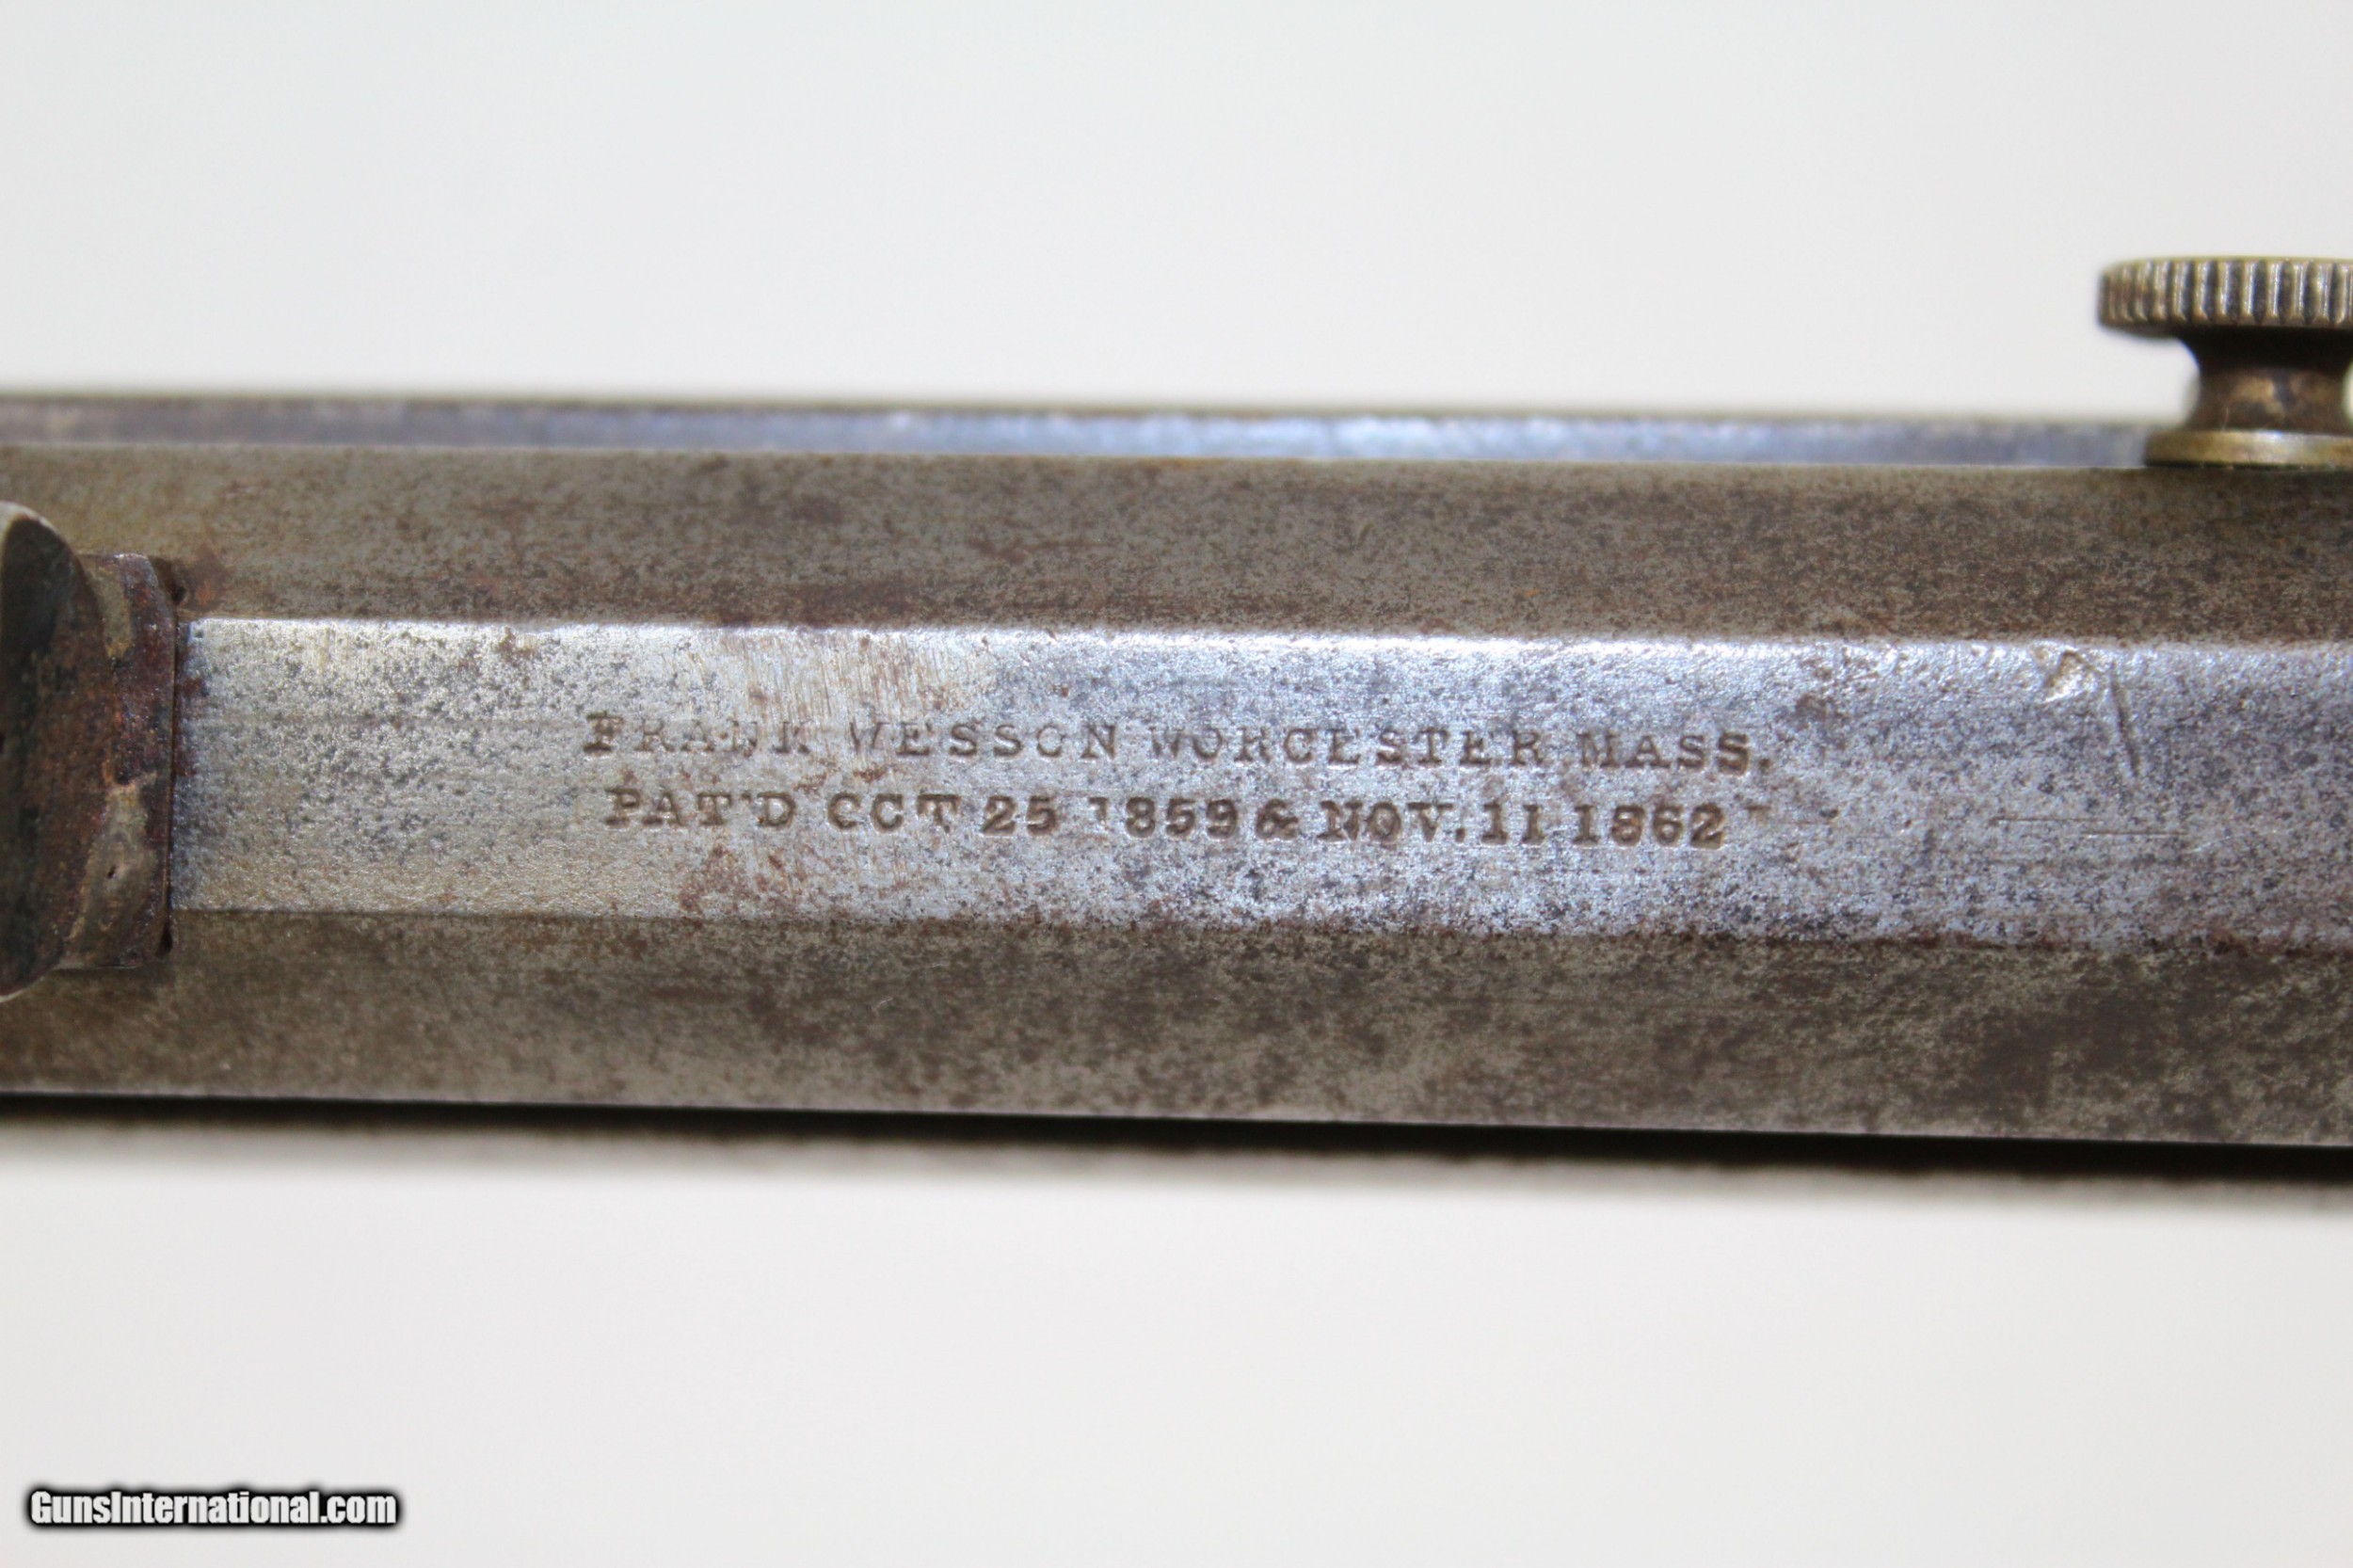 FRANK WESSON WORCESTER MASS.
PAT'D OCT 25 1859 & NOV. 11 1862
GunsInternational.com